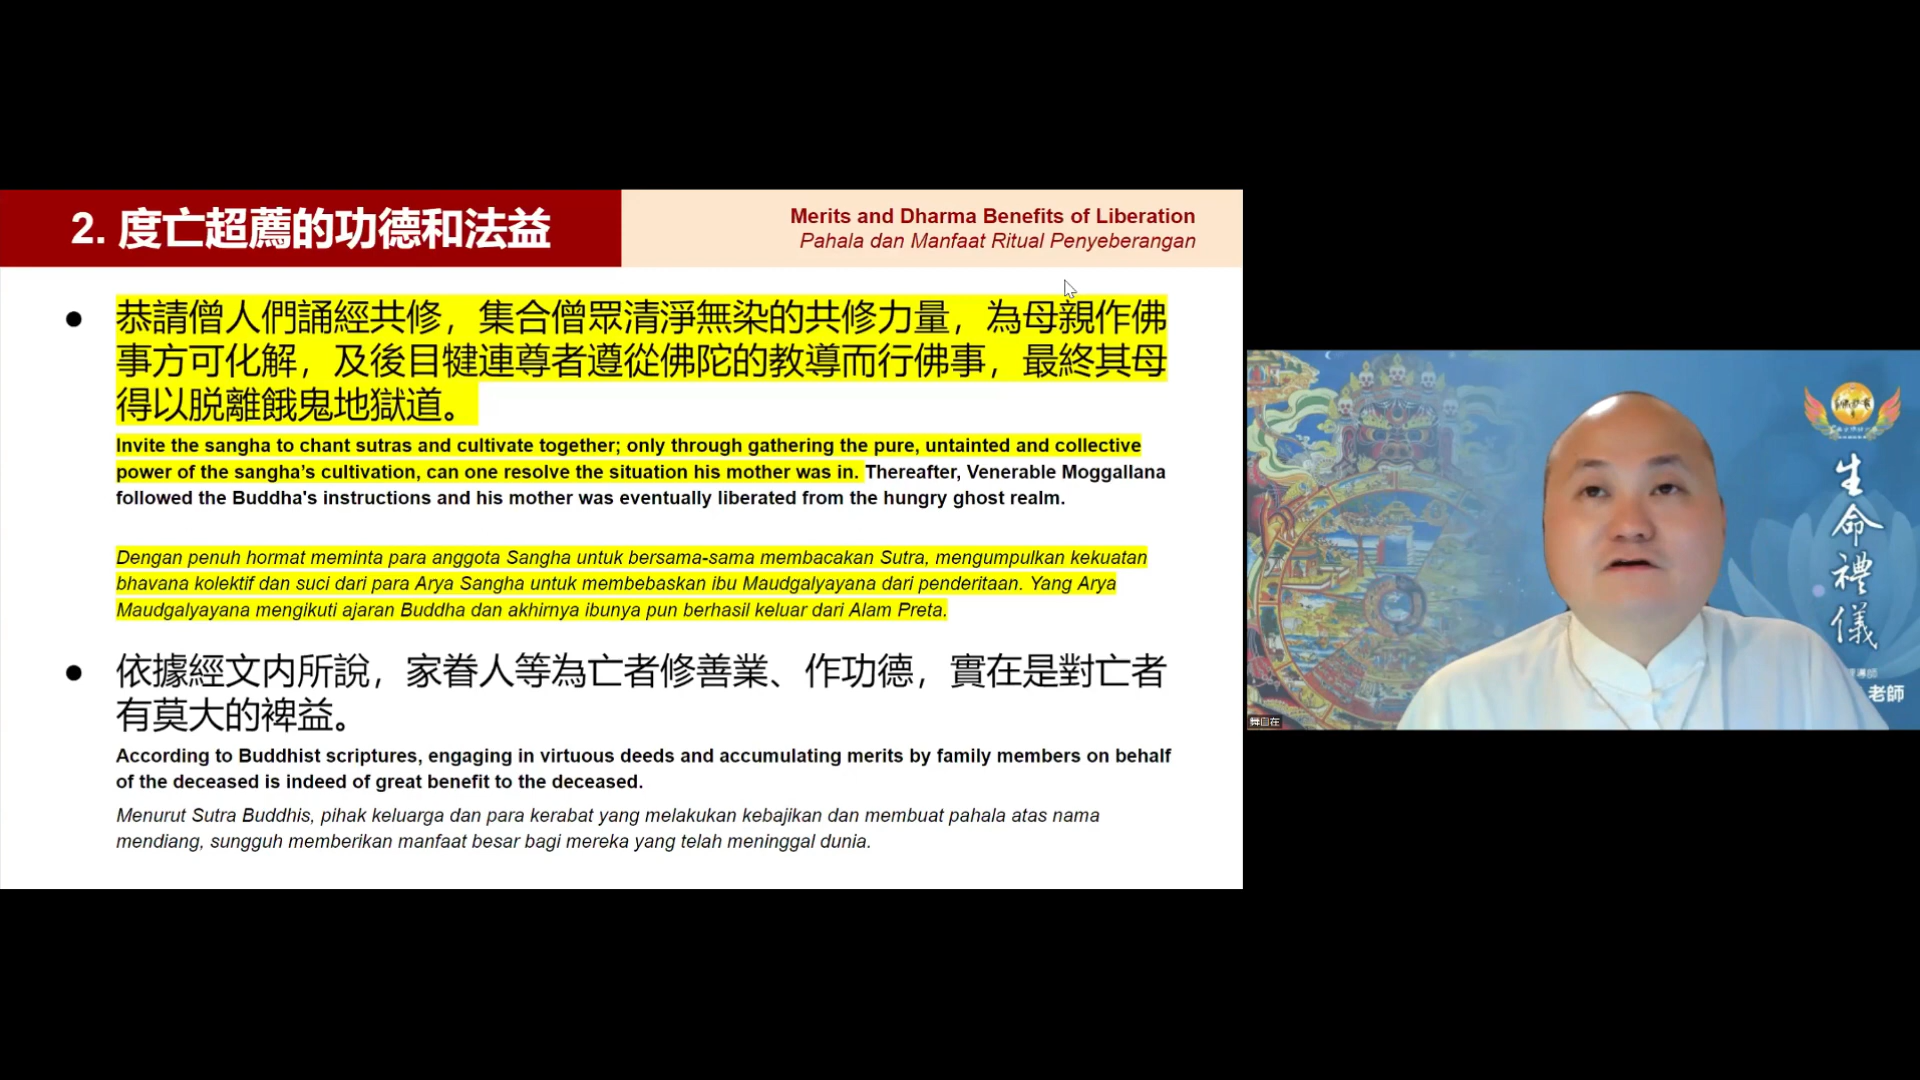 2. 度亡超薦的功德和法益
Merits and Dharma Benefits of Liberation
Pahala dan Manfaat Ritual Penyeberangan
● 恭請僧人們誦經共修，集合僧眾清淨無染的共修力量，為母親作佛
事方可化解，及後目犍連尊者遵從佛陀的教導而行佛事，最終其母
得以脱離餓鬼地獄道。
Invite the sangha to chant sutras and cultivate together; only through gathering the pure, untainted and collective
power of the sangha’s cultivation, can one resolve the situation his mother was in. Thereafter, Venerable Moggallana
followed the Buddha's instructions and his mother was eventually liberated from the hungry ghost realm.
Dengan penuh hormat meminta para anggota Sangha untuk bersama-sama membacakan Sutra, mengumpulkan kekuatan
bhavana kolektif dan suci dari para Arya Sangha untuk membebaskan ibu Maudgalyayana dari penderitaan. Yang Arya
Maudgalyayana mengikuti ajaran Buddha dan akhirnya ibunya pun berhasil keluar dari Alam Preta.
● 依據經文内所說，家眷人等為亡者修善業、作功德，實在是對亡者
有莫大的裨益。
According to Buddhist scriptures, engaging in virtuous deeds and accumulating merits by family members on behalf
of the deceased is indeed of great benefit to the deceased.
Menurut Sutra Buddhis, pihak keluarga dan para kerabat yang melakukan kebajikan dan membuat pahala atas nama
mendiang, sungguh memberikan manfaat besar bagi mereka yang telah meninggal dunia.
生命禮儀
導師
老師
舞自在